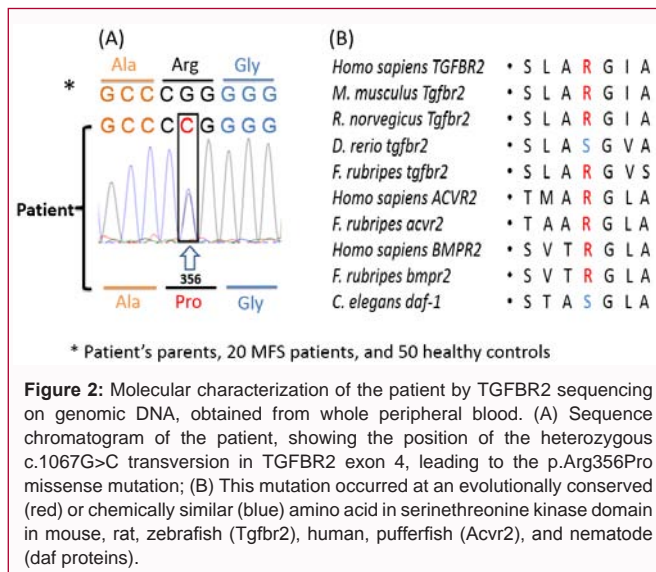 (A)
Ala Arg Gly
* G C C C G G G G G
G C C C C G G G G
Patient
356
Ala Pro Gly
(B)
Homo sapiens TGFBR2 • S L A R G I A
M. musculus Tgfbr2 • S L A R G I A
R. norvegicus Tgfbr2 • S L A R G I A
D. rerio tgfbr2 • S L A S G V A
F. rubripes tgfbr2 • S L A R G V S
Homo sapiens ACVR2 • T M A R G L A
F. rubripes acvr2 • T A A R G L A
Homo sapiens BMPR2 • S V T R G L A
F. rubripes bmpr2 • S V T R G L A
C. elegans daf-1 • S T A S G L A
* Patient's parents, 20 MFS patients, and 50 healthy controls
Figure 2: Molecular characterization of the patient by TGFBR2 sequencing
on genomic DNA, obtained from whole peripheral blood. (A) Sequence
chromatogram of the patient, showing the position of the heterozygous
c.1067G>C transversion in TGFBR2 exon 4, leading to the p.Arg356Pro
missense mutation; (B) This mutation occurred at an evolutionally conserved
(red) or chemically similar (blue) amino acid in serinethreonine kinase domain
in mouse, rat, zebrafish (Tgfbr2), human, pufferfish (Acvr2), and nematode
(daf proteins).